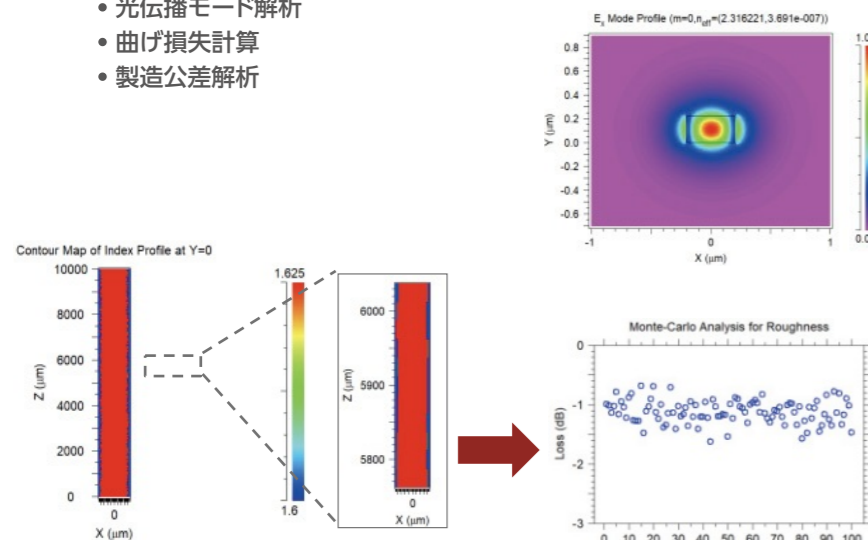 • 光伝播モード解析
• 曲げ損失計算
• 製造公差解析
Ex Mode Profile (m=0,neff=(2.316221,3.691e-007))
1.0
0.8
0.6
0.4
0.2
0.0
-0.2
-0.4
-0.6
Y (μm)
-1 0 1
X (μm)
0.0
Contour Map of Index Profile at Y=0
10000
8000
6000
4000
2000
0
Z (μm)
0
X (μm)
1.625
1.6
6000
5900
5800
Z (μm)
0
X (μm)
Monte-Carlo Analysis for Roughness
0
-1
-2
-3
Loss (dB)
0 10 20 30 40 50 60 70 80 90 100